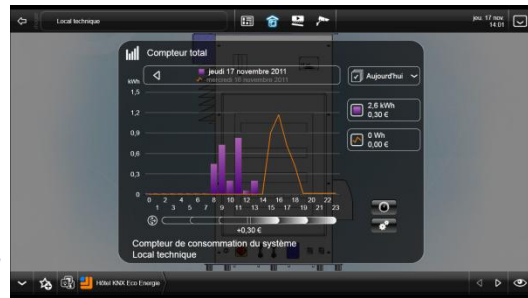 Local technique
jeu. 17 nov.
14:01
Compteur total
jeudi 17 novembre 2011
mercredi 16 novembre 2011
Aujourd'hui
kWh
1,5
1,2
0,9
0,6
0,3
0
2,6 kWh
0,30 €
0 Wh
0,00 €
0 2 4 6 8 10 12 14 16 18 20 22
1 3 5 7 9 11 13 15 17 19 21 23
+0,30 €
Compteur de consommation du système
Local technique
Hôtel KNX Eco Energie